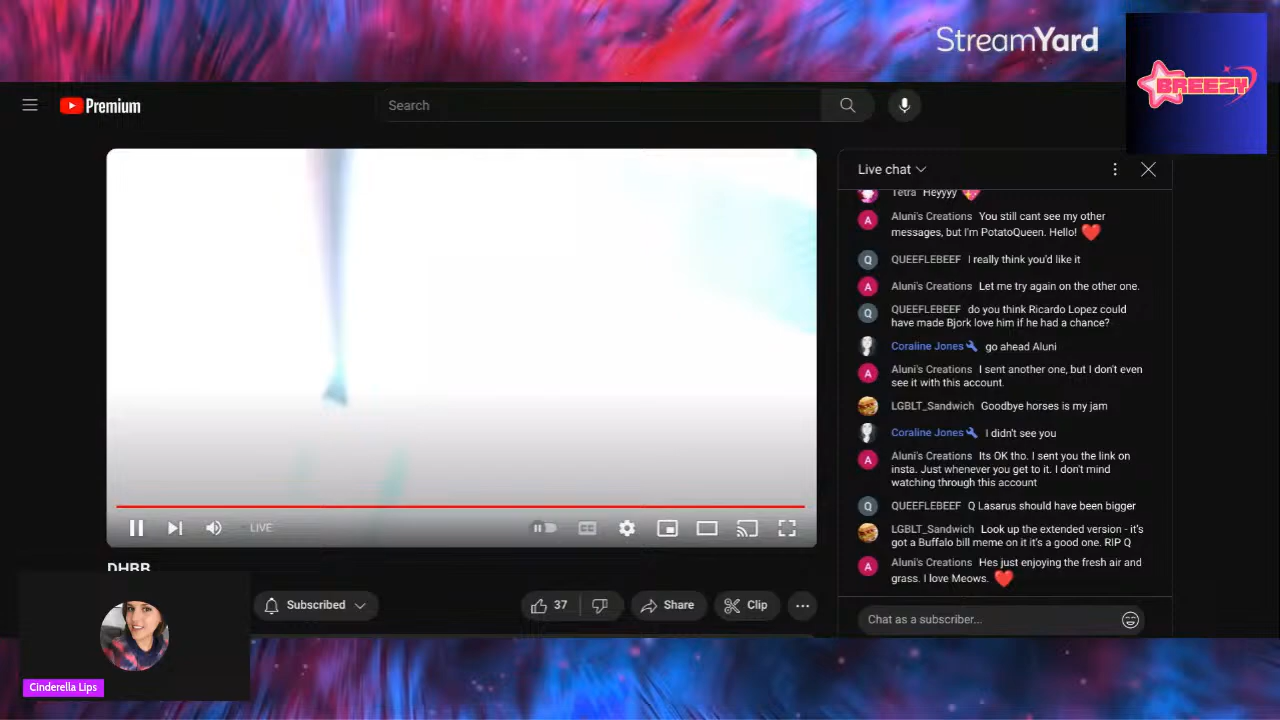 StreamYard
BREEZY
Premium
Search
Live chat
Tetra Heyyyy
A Aluni's Creations You still cant see my other
messages, but I'm PotatoQueen. Hello!
Q QUEEFLEBEEF I really think you'd like it
A Aluni's Creations Let me try again on the other one.
Q QUEEFLEBEEF do you think Ricardo Lopez could
have made Bjork love him if he had a chance?
Coraline Jones go ahead Aluni
A Aluni's Creations I sent another one, but I don't even
see it with this account.
LGBLT_Sandwich Goodbye horses is my jam
Coraline Jones I didn't see you
A Aluni's Creations Its OK tho. I sent you the link on
insta. Just whenever you get to it. I don't mind
watching through this account
Q QUEEFLEBEEF Q Lasarus should have been bigger
LGBLT_Sandwich Look up the extended version - it's
got a Buffalo bill meme on it it's a good one. RIP Q
A Aluni's Creations Hes just enjoying the fresh air and
grass. I love Meows.
Chat as a subscriber...
LIVE
CC
DHRB
Subscribed
37
Share
Clip
Cinderella Lips